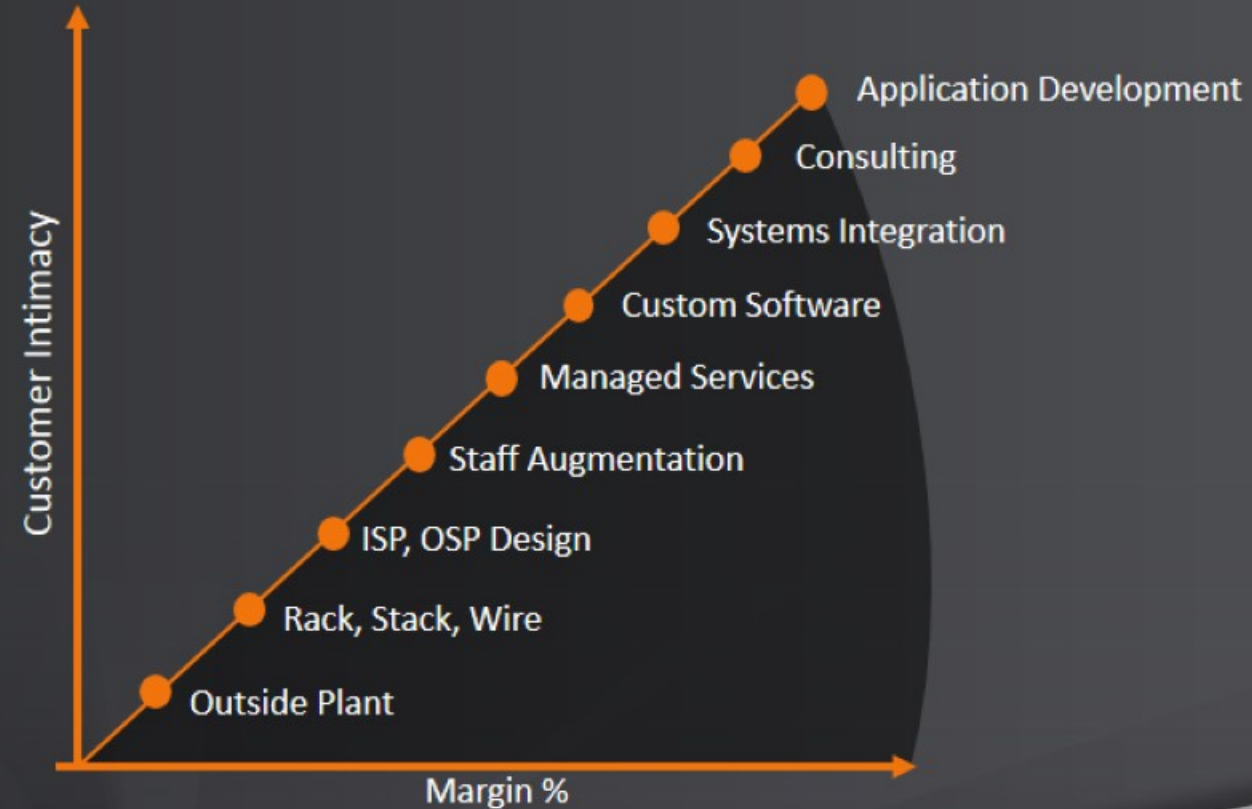 Application Development
Consulting
Systems Integration
Custom Software
Managed Services
Staff Augmentation
ISP, OSP Design
Rack, Stack, Wire
Outside Plant
Customer Intimacy
Margin %